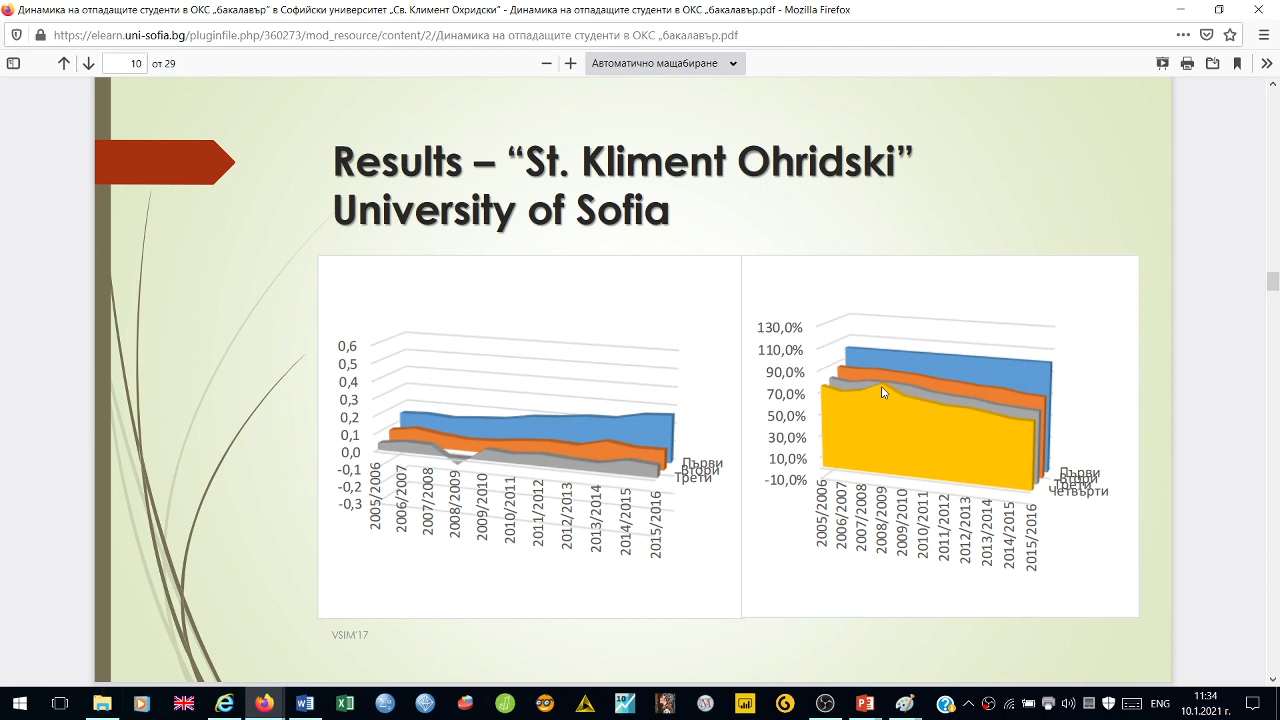 Динамика на отпадащите студенти в ОКС „бакалавър“ в Софийски университет „Св. Климент Охридски“ - Динамика на отпадащите студенти в ОКС „бакалавър.pdf - Mozilla Firefox
https://elearn.uni-sofia.bg/pluginfile.php/360273/mod_resource/content/2/Динамика на отпадащите студенти в ОКС „бакалавър.pdf
10 от 29
Автоматично мащабиране
Results – “St. Kliment Ohridski”
University of Sofia
0,6
0,5
0,4
0,3
0,2
0,1
0,0
-0,1
-0,2
-0,3
Първи
Втори
Трети
2005/2006
2006/2007
2007/2008
2008/2009
2009/2010
2010/2011
2011/2012
2012/2013
2013/2014
2014/2015
2015/2016
130,0%
110,0%
90,0%
70,0%
50,0%
30,0%
10,0%
-10,0%
Първи
Втори
Трети
Четвърти
2005/2006
2006/2007
2007/2008
2008/2009
2009/2010
2010/2011
2011/2012
2012/2013
2013/2014
2014/2015
2015/2016
VSIM'17
ENG
11:34
10.1.2021 г.